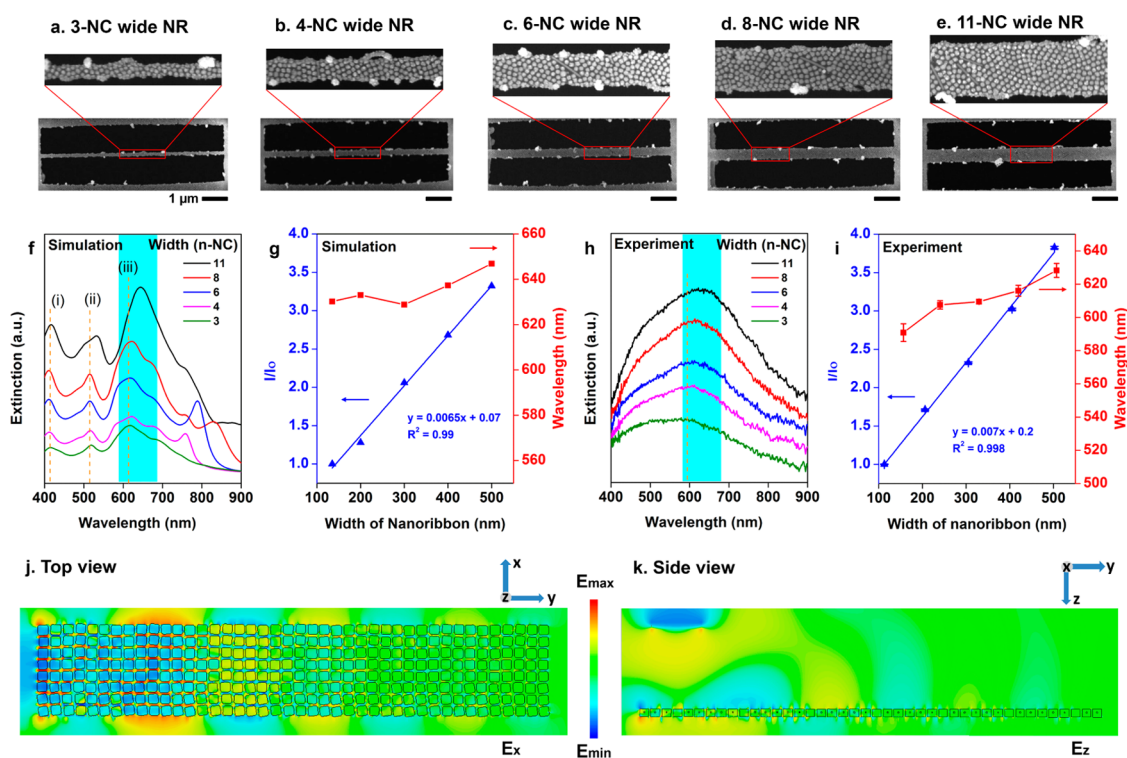 a. 3-NC wide NR
b. 4-NC wide NR
c. 6-NC wide NR
d. 8-NC wide NR
e. 11-NC wide NR
1 μm
f
Simulation
Width (n-NC)
(i)
(ii)
(iii)
11
8
6
4
3
Extinction (a.u.)
400 500 600 700 800 900
Wavelength (nm)
g
Simulation
4.0
3.5
3.0
2.5
2.0
1.5
1.0
I/Io
y = 0.0065x + 0.07
R² = 0.99
660
640
620
600
580
560
Wavelength (nm)
100 200 300 400 500
Width of Nanoribbon (nm)
h
Experiment
Width (n-NC)
11
8
6
4
3
Extinction (a.u.)
400 500 600 700 800 900
Wavelength (nm)
i
Experiment
4.0
3.5
3.0
2.5
2.0
1.5
1.0
I/Io
y = 0.007x + 0.2
R² = 0.998
640
620
600
580
560
540
520
500
Wavelength (nm)
100 200 300 400 500
Width of nanoribbon (nm)
j. Top view
x
z
y
Ex
Emax
Emin
k. Side view
x
y
z
Ez